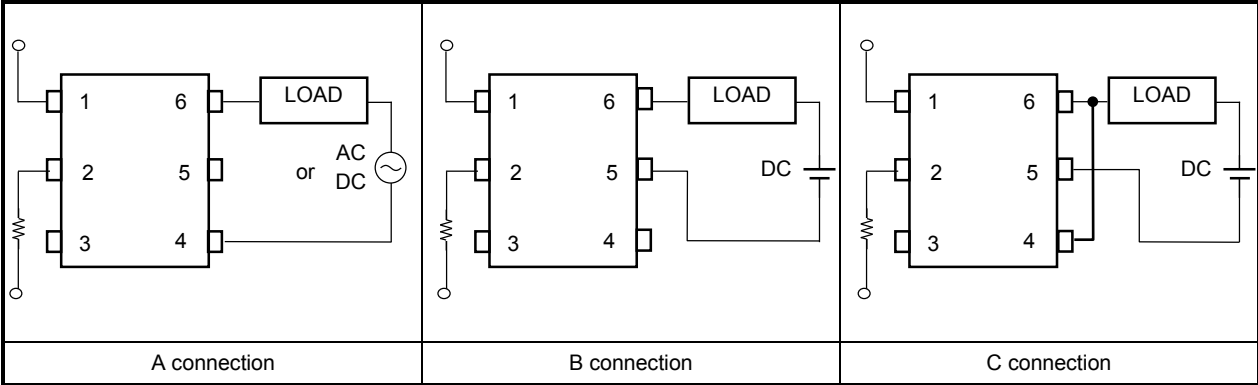 1 6 LOAD
2 5 or AC
DC
3 4
A connection
1 6 LOAD
2 5 DC
3 4
B connection
1 6 LOAD
2 5 DC
3 4
C connection